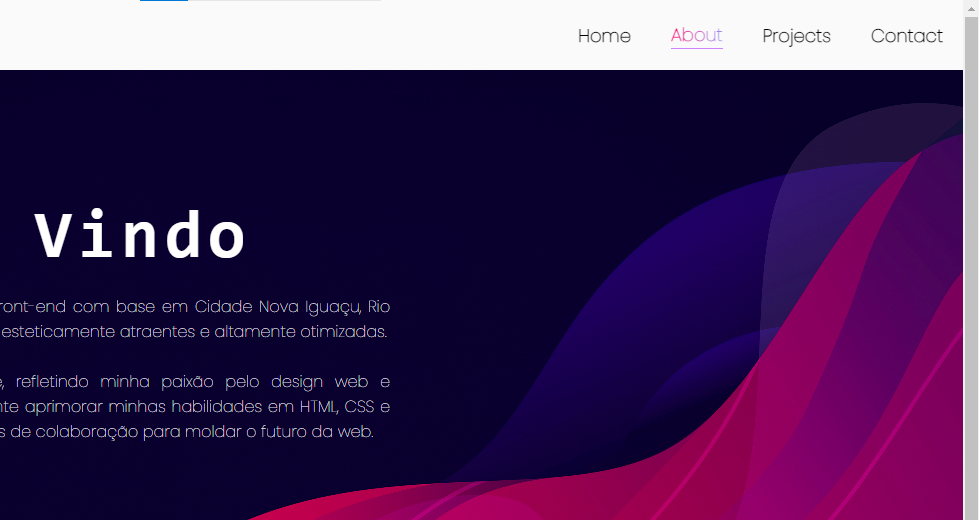 Home About Projects Contact
Vindo
ront-end com base em Cidade Nova Iguaçu, Rio
esteticamente atraentes e altamente otimizadas.
, refletindo minha paixão pelo design web e
nte aprimorar minhas habilidades em HTML, CSS e
s de colaboração para moldar o futuro da web.